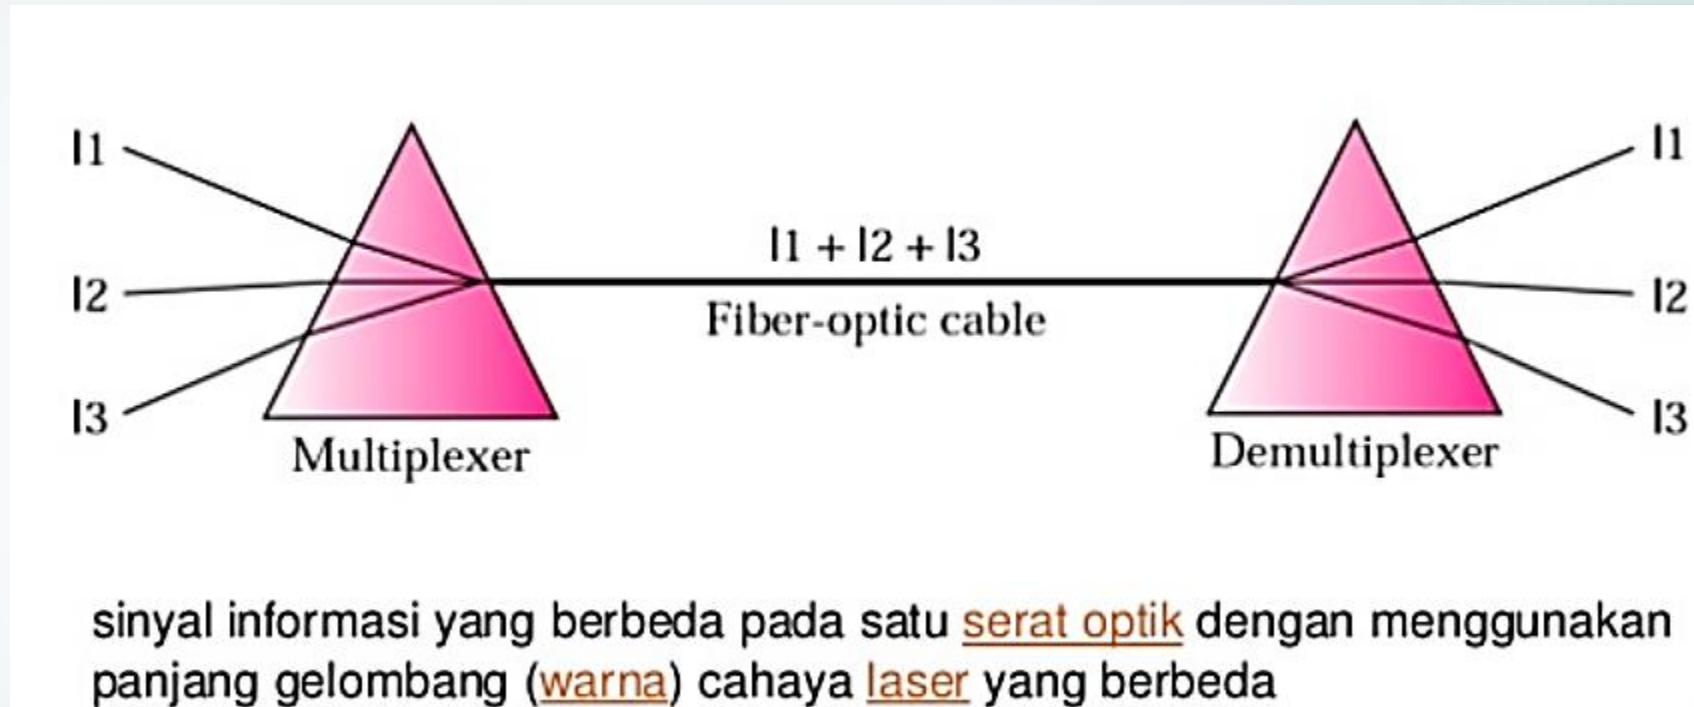 l1
l2
l3
Multiplexer
l1 + l2 + l3
Fiber-optic cable
l1
l2
l3
Demultiplexer
sinyal informasi yang berbeda pada satu serat optik dengan menggunakan
panjang gelombang (warna) cahaya laser yang berbeda